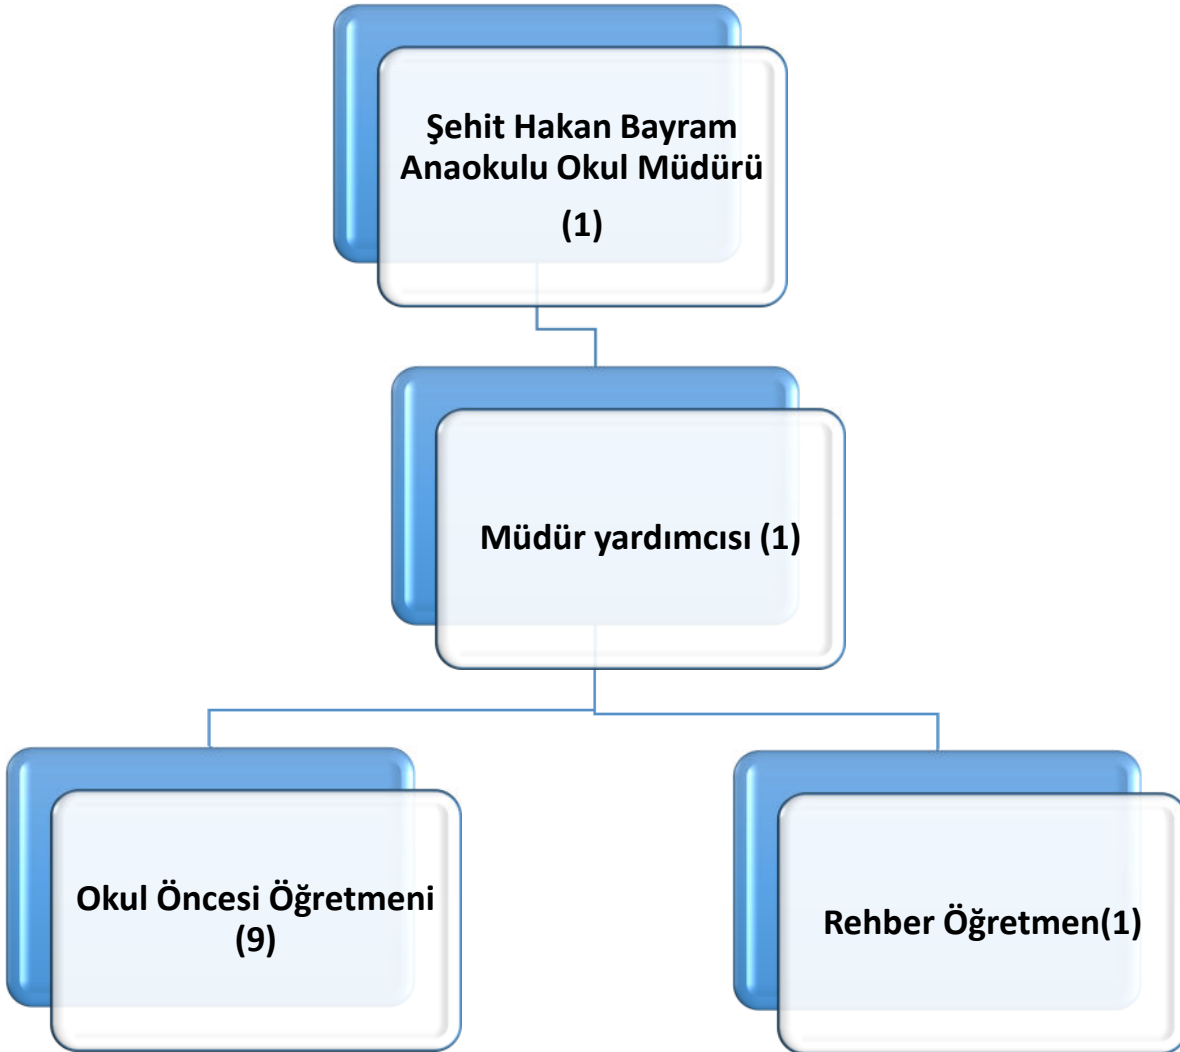 Şehit Hakan Bayram
Anaokulu Okul Müdürü
(1)
Müdür yardımcısı (1)
Okul Öncesi Öğretmeni
(9)
Rehber Öğretmen(1)